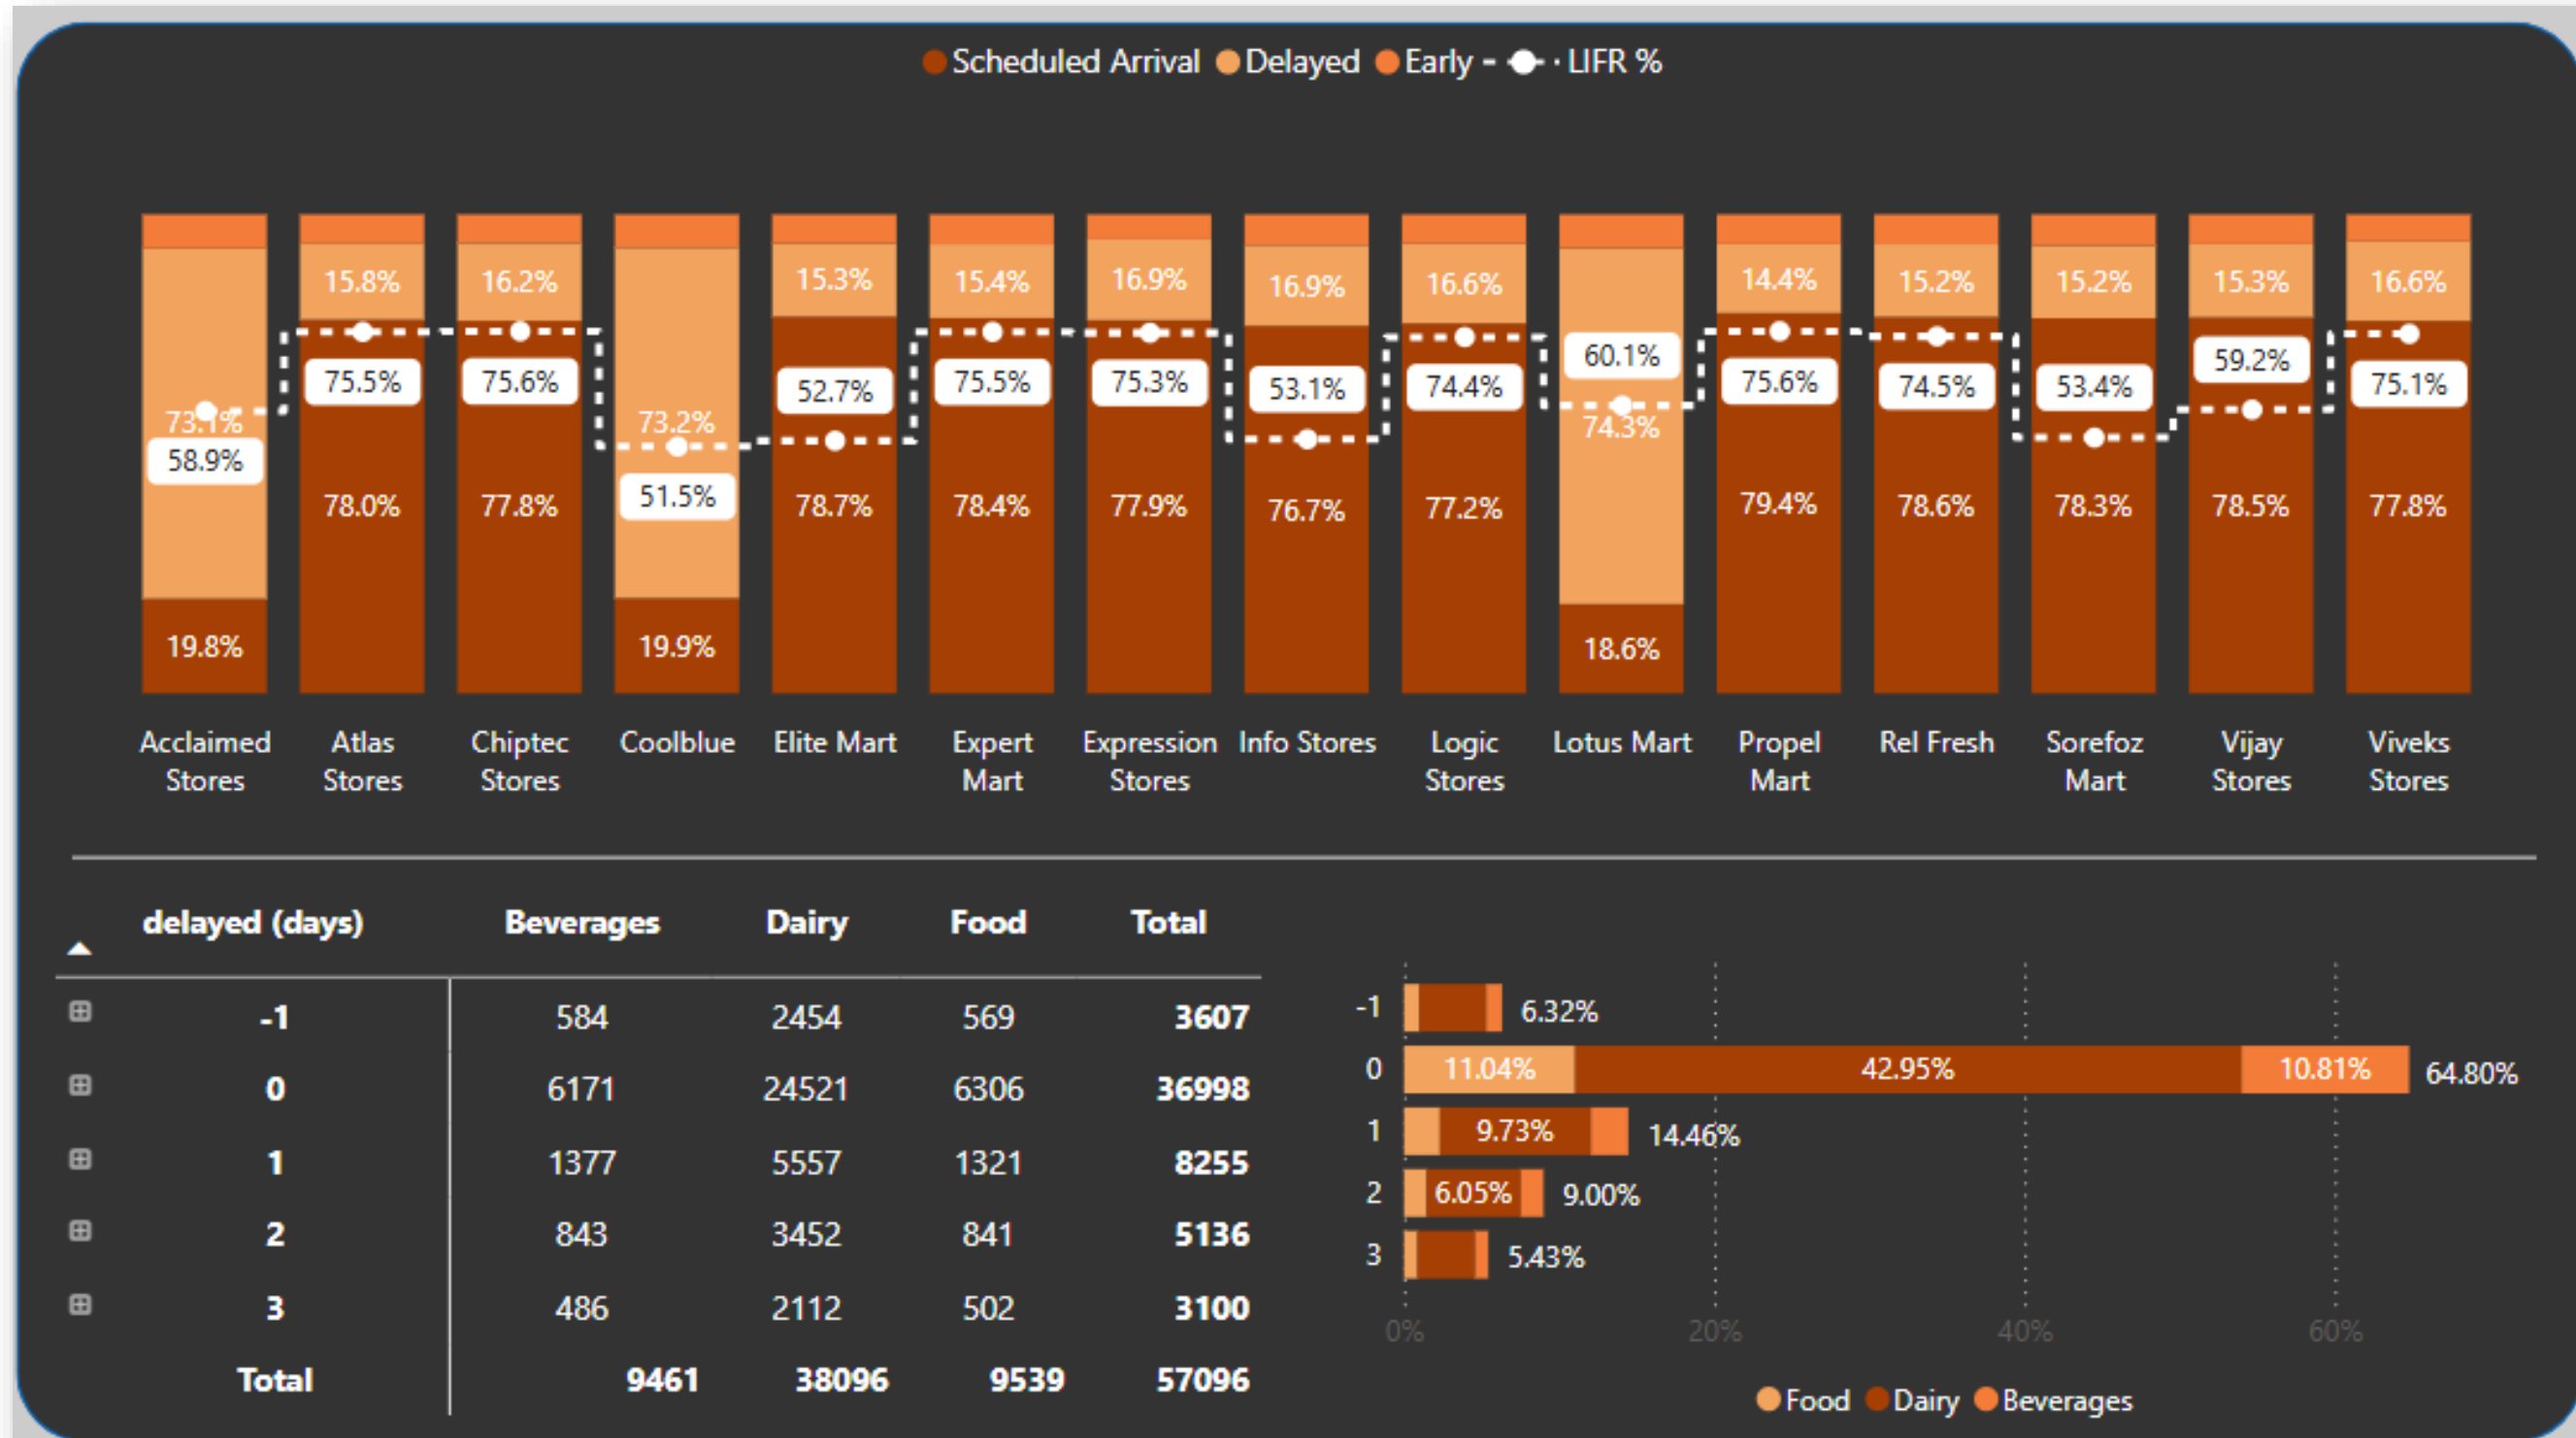 Scheduled Arrival Delayed Early LIFR %
15.8% 16.2% 15.3% 15.4% 16.9% 16.9% 16.6% 14.4% 15.2% 15.2% 15.3% 16.6%
73.1% 73.2% 74.3%
58.9% 75.5% 75.6% 51.5% 52.7% 75.5% 75.3% 53.1% 74.4% 60.1% 75.6% 74.5% 53.4% 59.2% 75.1%
78.0% 77.8% 78.7% 78.4% 77.9% 76.7% 77.2% 79.4% 78.6% 78.3% 78.5% 77.8%
19.8% 19.9% 18.6%
Acclaimed Atlas Chiptec Coolblue Elite Mart Expert Expression Info Stores Logic Lotus Mart Propel Rel Fresh Sorefoz Vijay Viveks
Stores Stores Stores Mart Stores Stores Mart Mart Stores Stores
delayed (days) Beverages Dairy Food Total
-1 584 2454 569 3607
0 6171 24521 6306 36998
1 1377 5557 1321 8255
2 843 3452 841 5136
3 486 2112 502 3100
Total 9461 38096 9539 57096
-1 6.32%
0 11.04% 42.95% 10.81% 64.80%
1 9.73% 14.46%
2 6.05% 9.00%
3 5.43%
0% 20% 40% 60%
Food Dairy Beverages